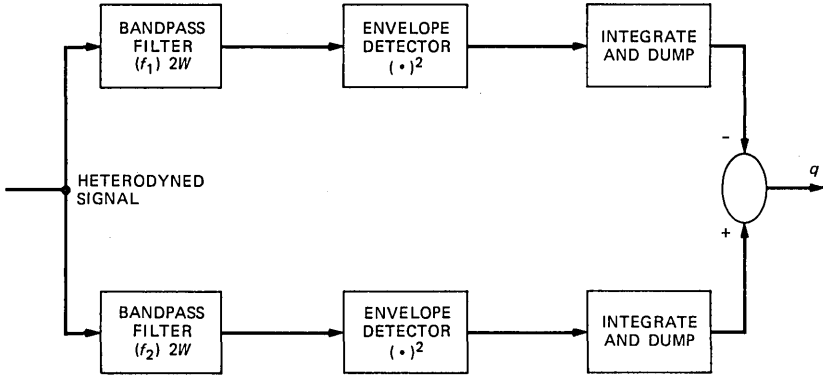 BANDPASS
FILTER
(f₁) 2W
ENVELOPE
DETECTOR
(•)²
INTEGRATE
AND DUMP
−
HETERODYNED
SIGNAL
q
+
BANDPASS
FILTER
(f₂) 2W
ENVELOPE
DETECTOR
(•)²
INTEGRATE
AND DUMP